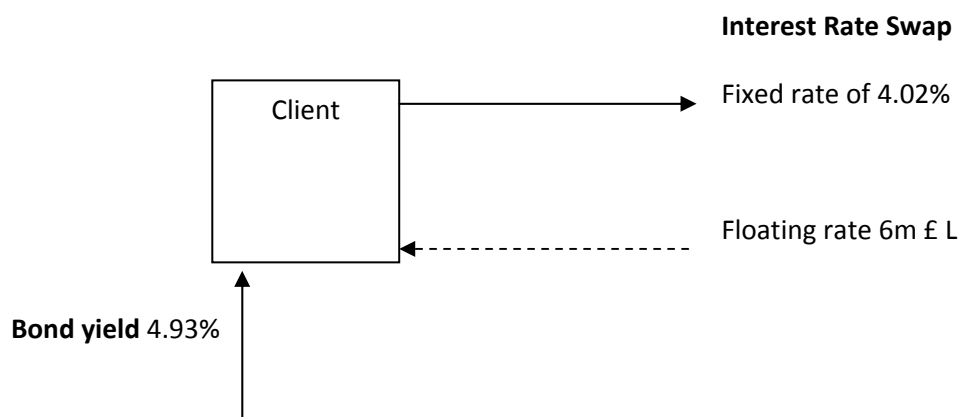 Interest Rate Swap
Client
Fixed rate of 4.02%
Floating rate 6m £ L
Bond yield 4.93%